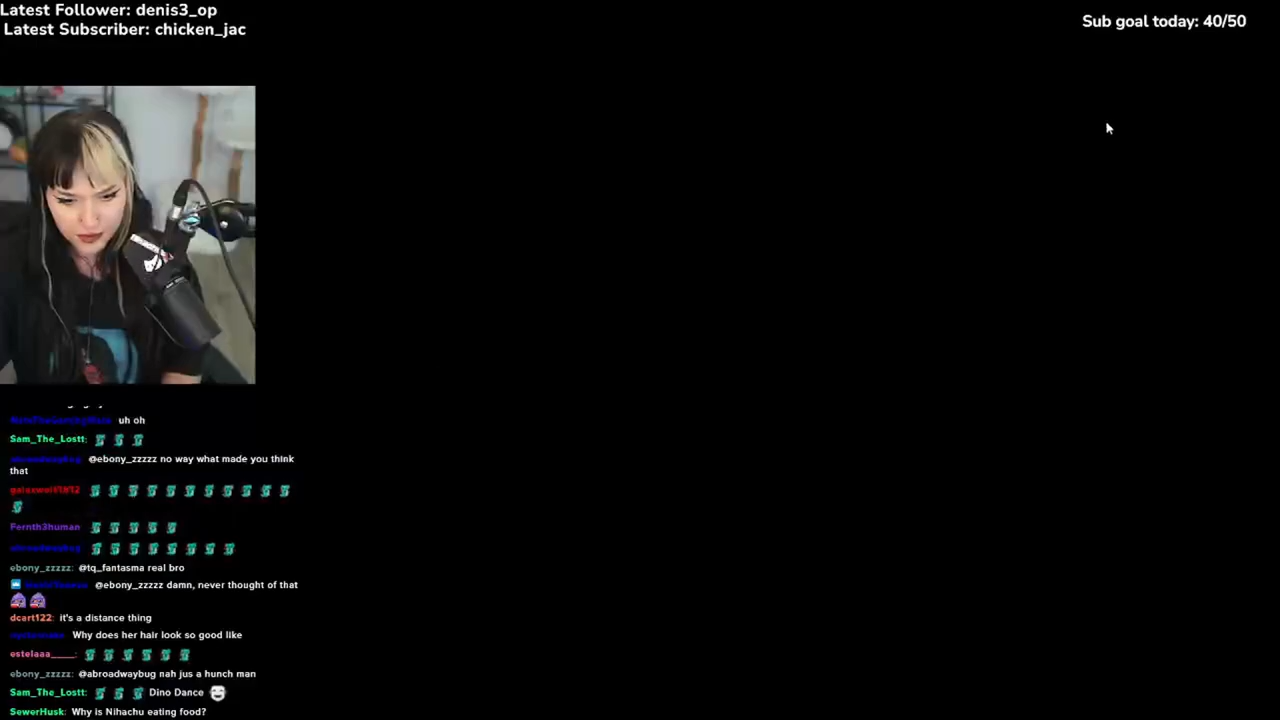 Latest Follower: denis3_op
Latest Subscriber: chicken_jac
Sub goal today: 40/50
uh oh
Sam_The_Lostt:
@ebony_zzzzz no way what made you think
that
Fernth3human
ebony_zzzzz: @tq_fantasma real bro
@ebony_zzzzz damn, never thought of that
dcart122: it's a distance thing
Why does her hair look so good like
estelaaa____:
ebony_zzzzz: @abroadwaybug nah jus a hunch man
Sam_The_Lostt: Dino Dance
SewerHusk: Why is Nihachu eating food?